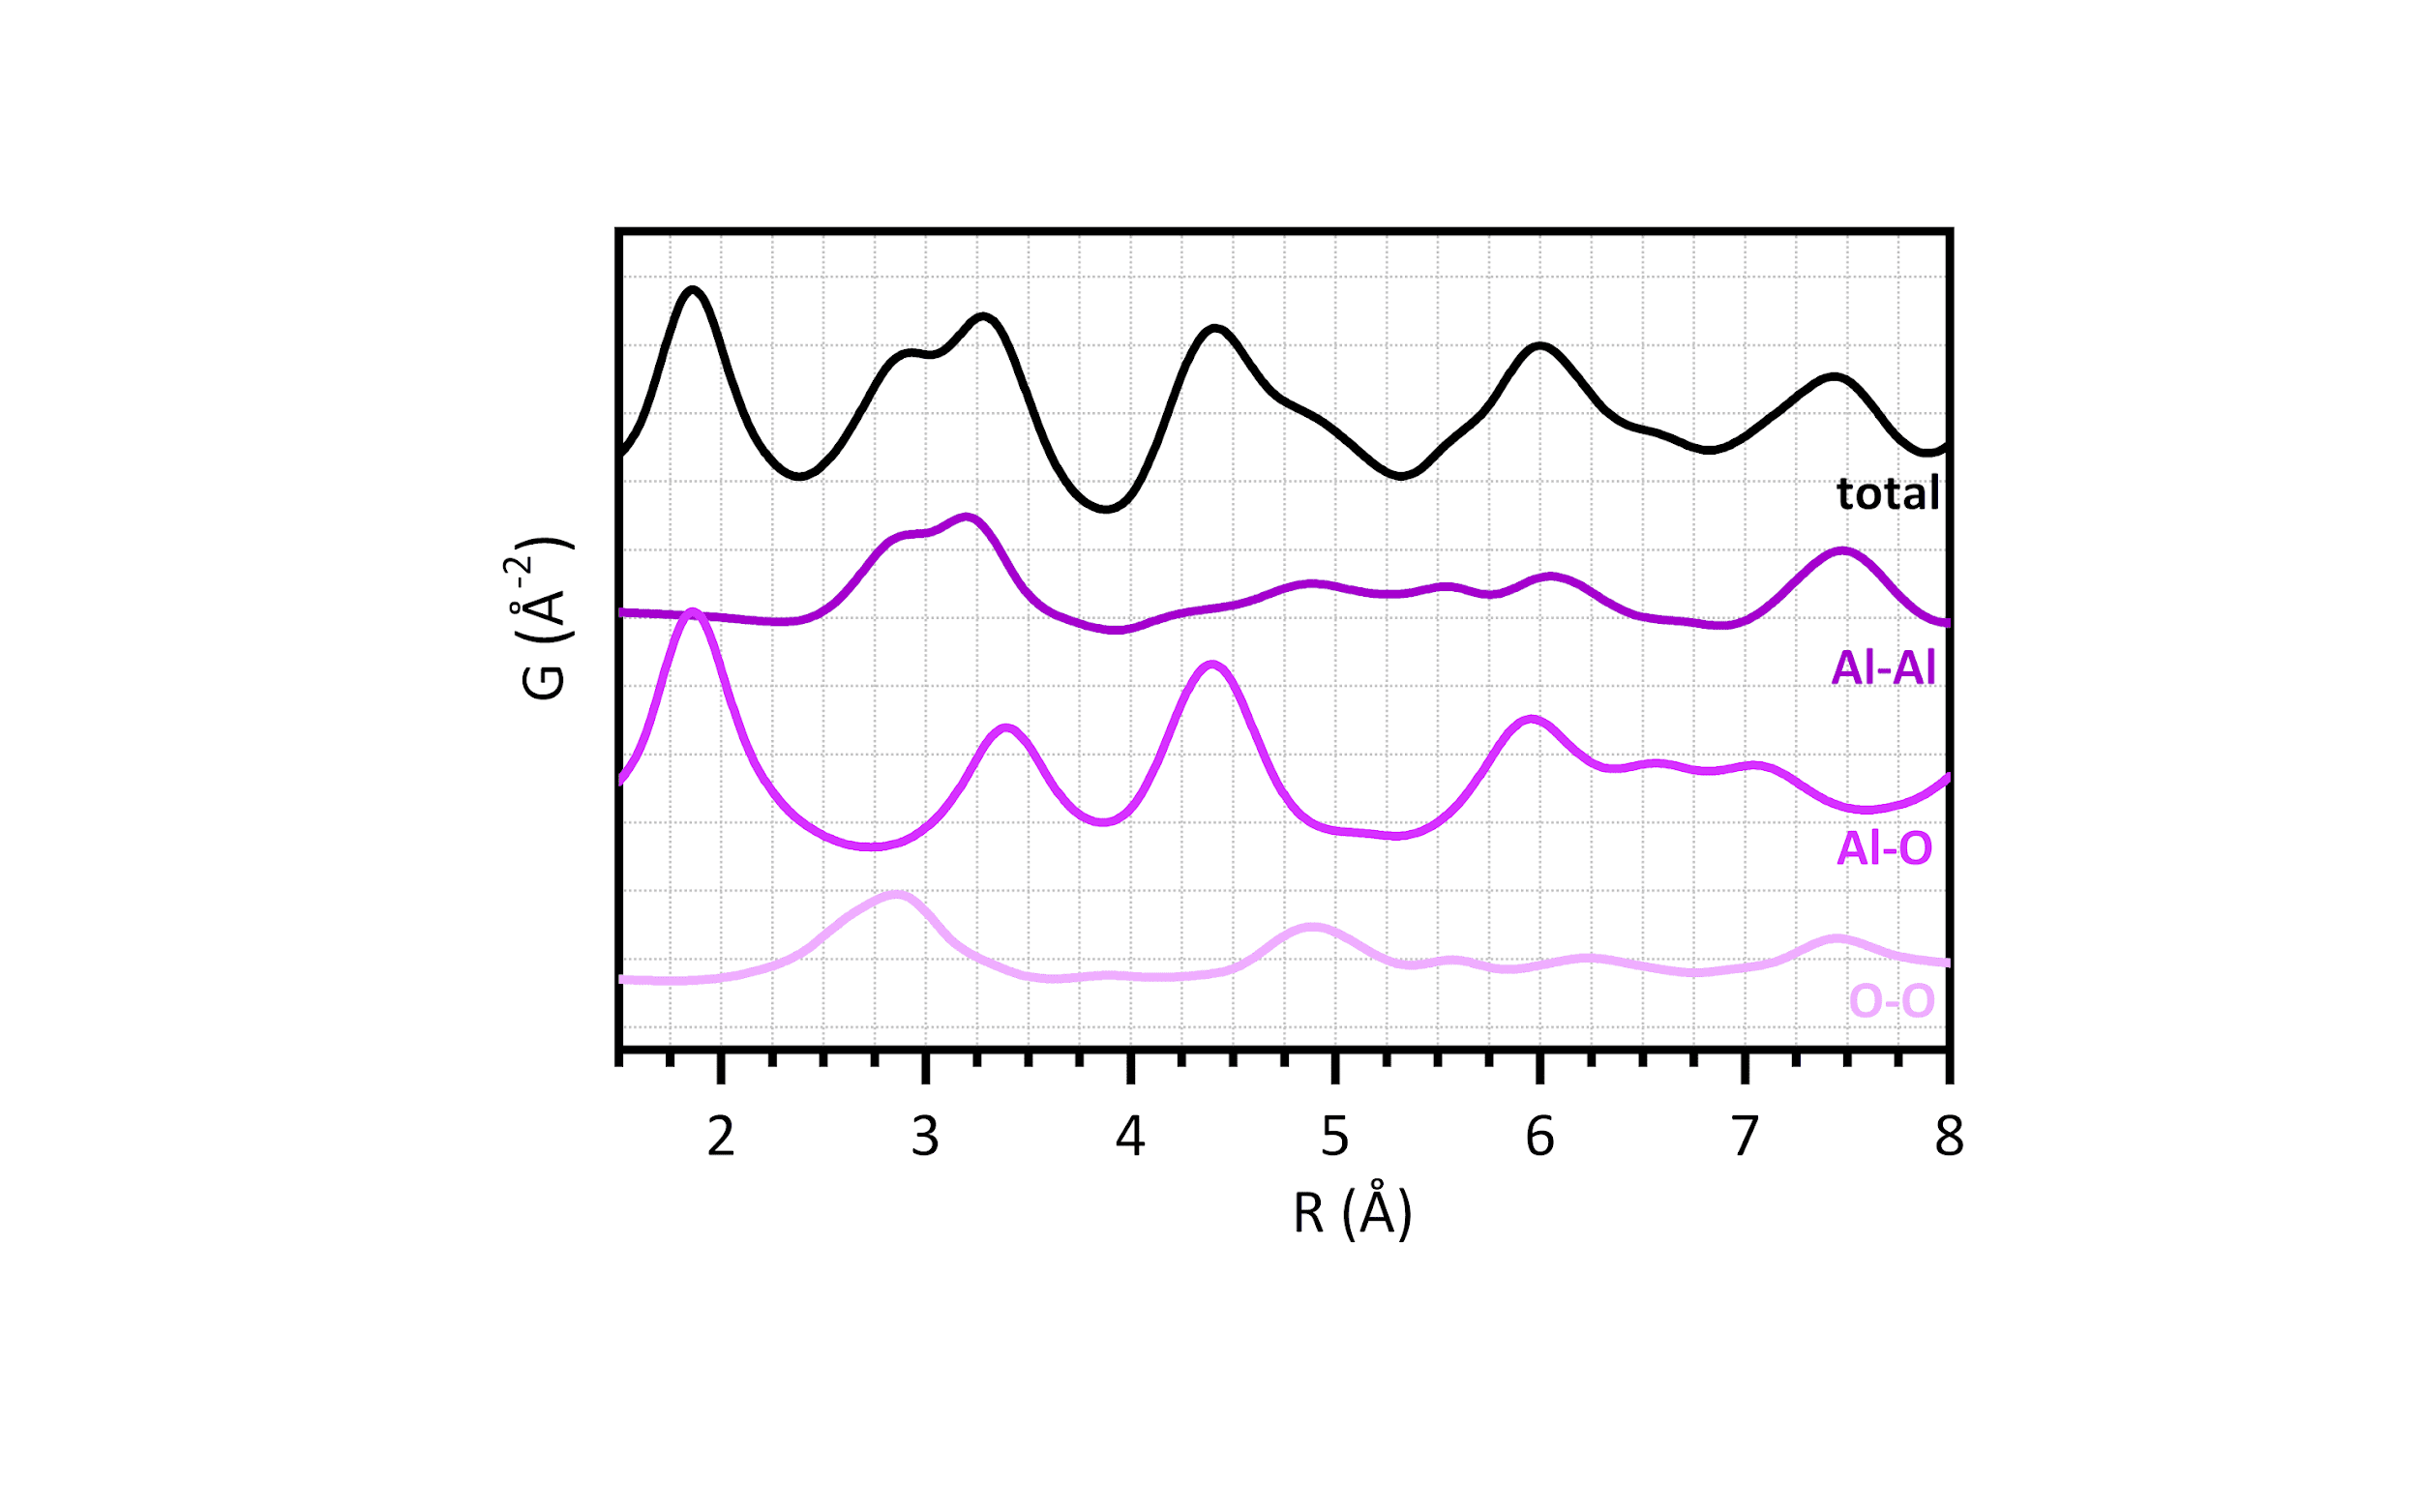 total
Al-Al
Al-O
O-O
G (Å⁻²)
2 3 4 5 6 7 8
R (Å)